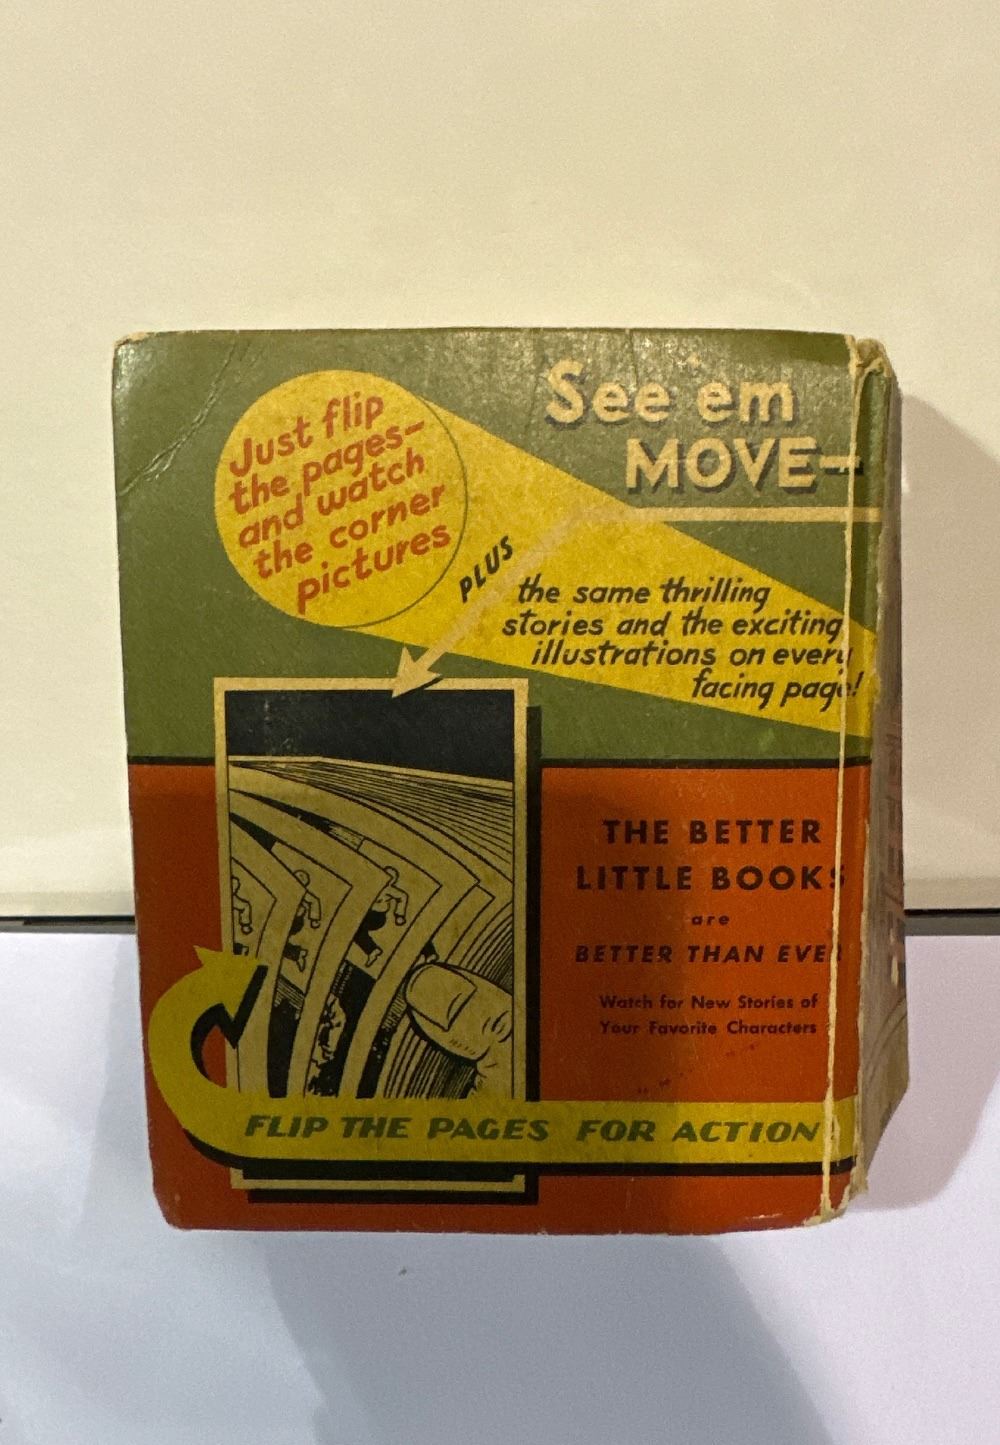 See 'em
MOVE—
Just flip
the pages—
and watch
the corner
pictures
PLUS
the same thrilling
stories and the exciting
illustrations on every
facing page!
THE BETTER
LITTLE BOOKS
are
BETTER THAN EVER
Watch for New Stories of
Your Favorite Characters
FLIP THE PAGES FOR ACTION